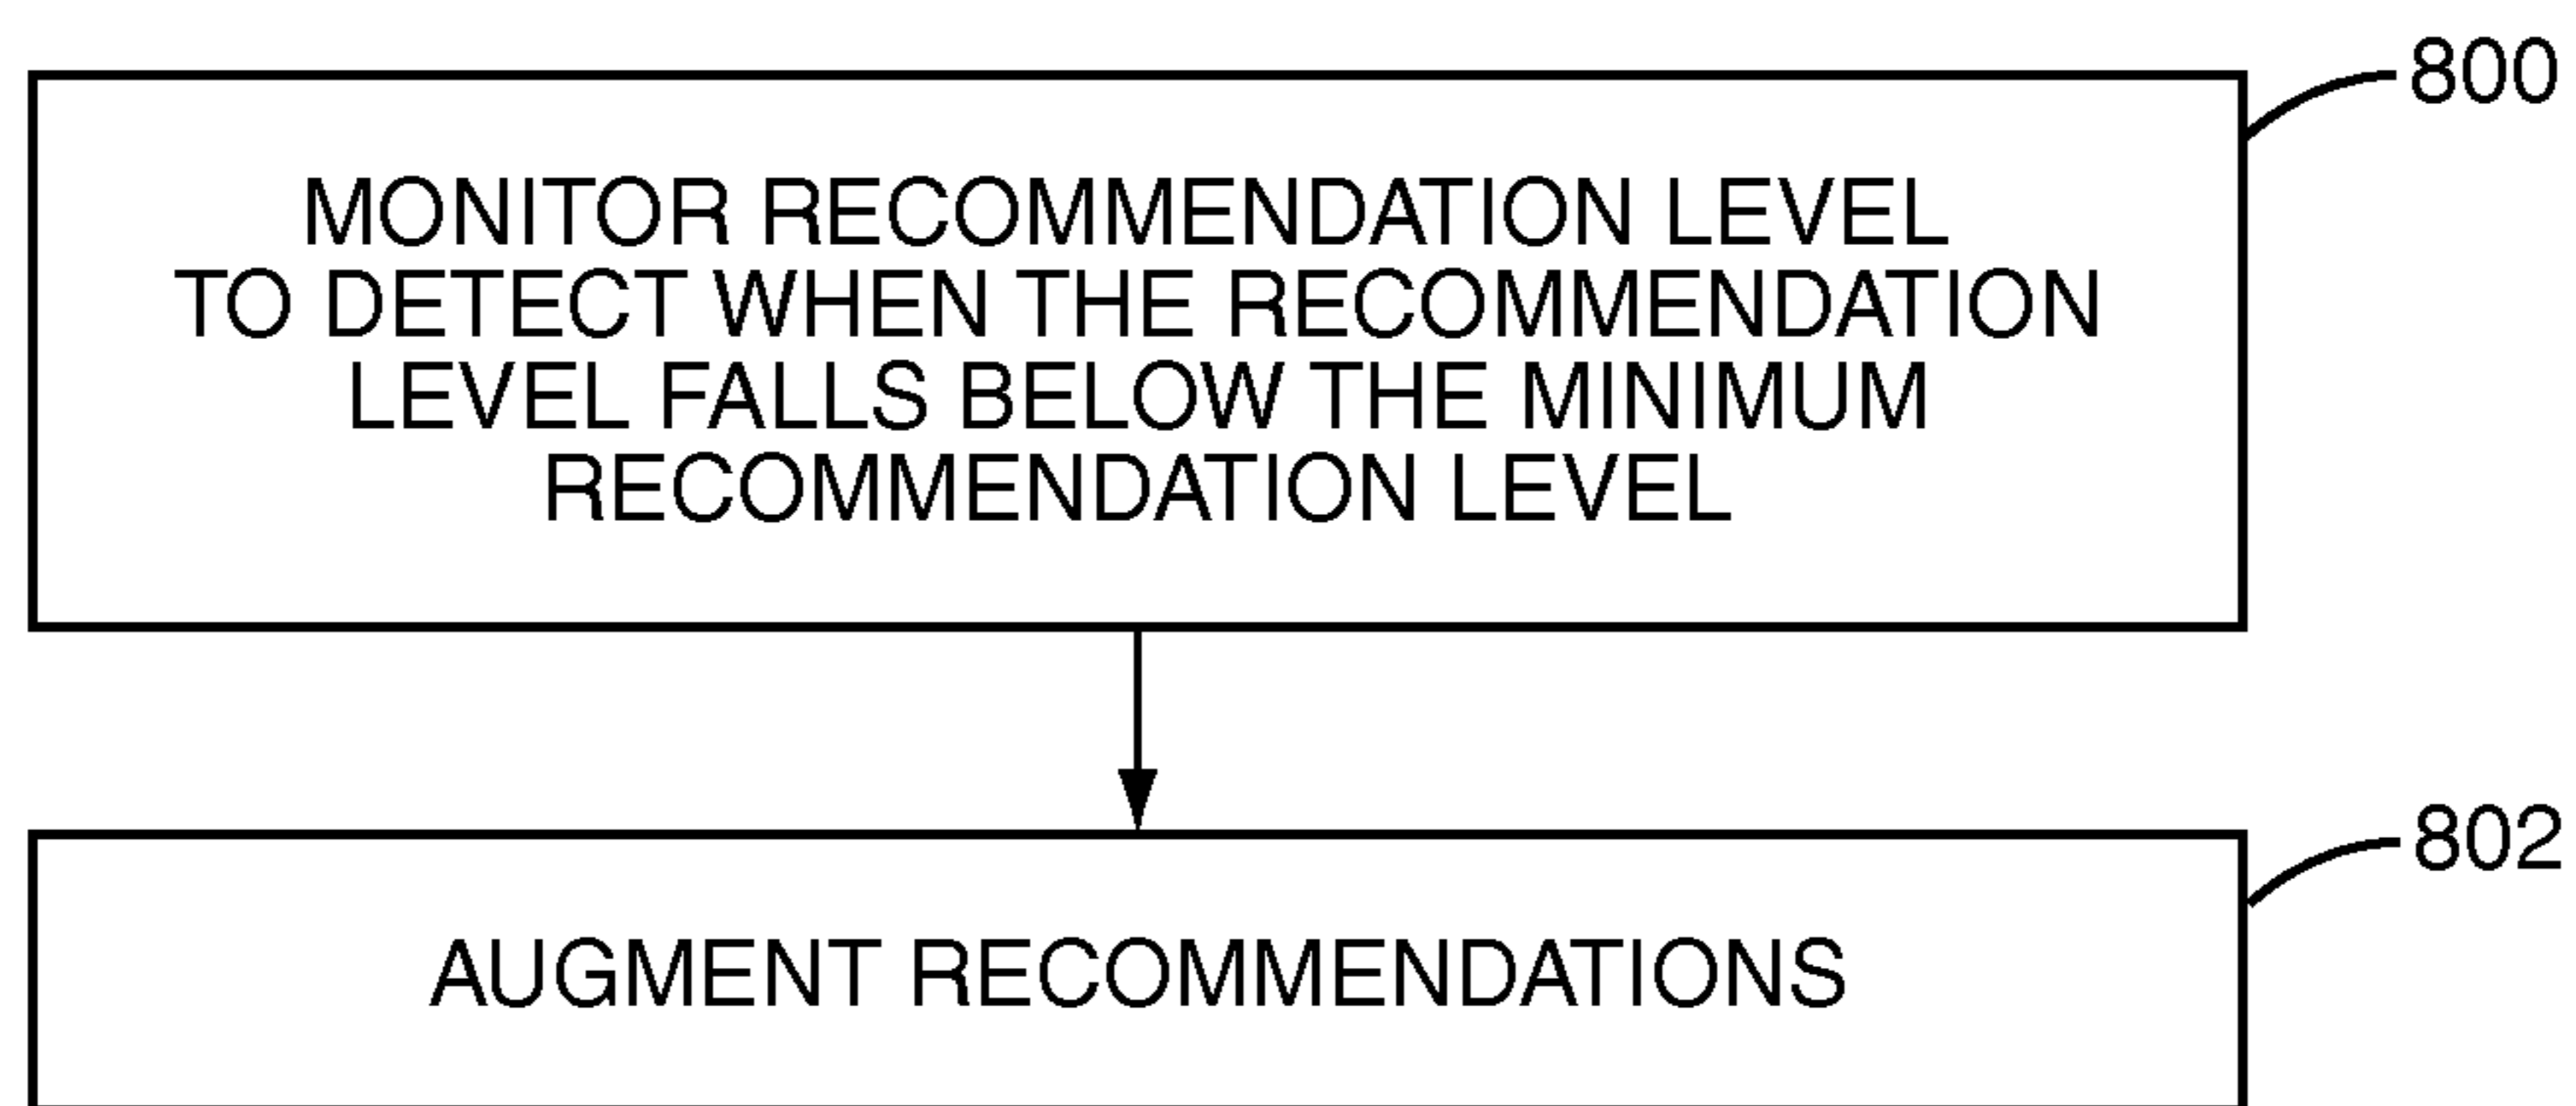 800
MONITOR RECOMMENDATION LEVEL
TO DETECT WHEN THE RECOMMENDATION
LEVEL FALLS BELOW THE MINIMUM
RECOMMENDATION LEVEL
802
AUGMENT RECOMMENDATIONS